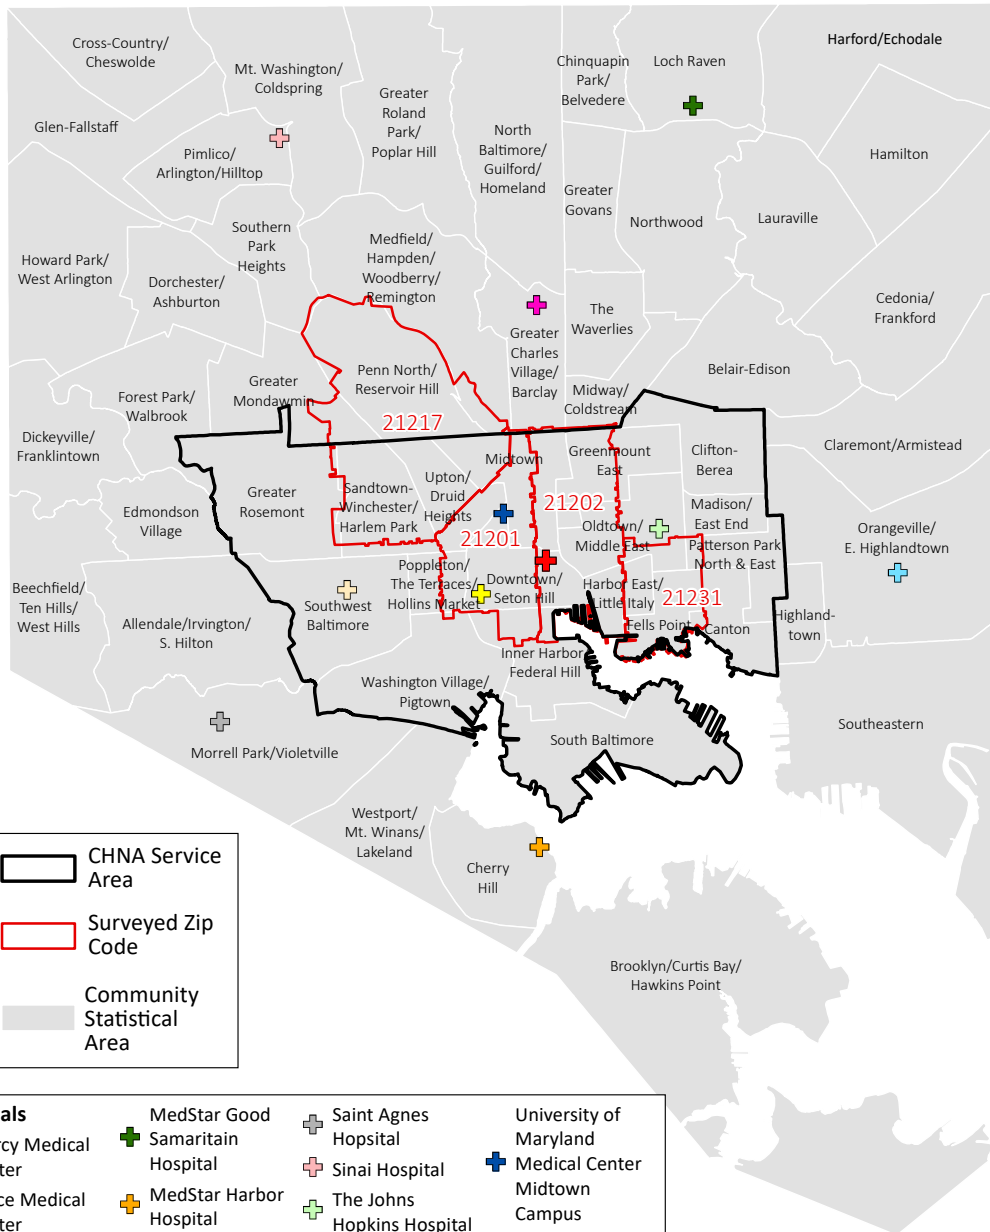 Cross-Country/
Cheswolde
Mt. Washington/
Coldspring
Greater
Roland
Park/
Poplar Hill
Chinquapin
Park/
Belvedere
Loch Raven
Harford/Echodale
Glen-Fallstaff
Pimlico/
Arlington/Hilltop
North
Baltimore/
Guilford/
Homeland
Hamilton
Greater
Govans
Northwood
Lauraville
Southern
Park
Heights
Howard Park/
West Arlington
Dorchester/
Ashburton
Medfield/
Hampden/
Woodberry/
Remington
The
Waverlies
Cedonia/
Frankford
Greater
Charles
Village/
Barclay
Penn North/
Reservoir Hill
Greater
Mondawmin
Forest Park/
Walbrook
Belair-Edison
Midway/
Coldstream
21217
Dickeyville/
Franklintown
Claremont/Armistead
Midtown
Greenmount
East
Clifton-
Berea
Upton/
Druid
Heights
Sandtown-
Winchester/
Harlem Park
Greater
Rosemont
Edmondson
Village
21202
21201
Oldtown/
Middle East
Madison/
East End
Patterson Park
North & East
Orangeville/
E. Highlandtown
Poppleton/
The Terraces/
Hollins Market
Downtown/
Seton Hill
Harbor East/
Little Italy
21231
Beechfield/
Ten Hills/
West Hills
Southwest
Baltimore
Allendale/Irvington/
S. Hilton
Fells Point
Canton
Highland-
town
Inner Harbor
Federal Hill
Washington Village/
Pigtown
South Baltimore
Southeastern
Morrell Park/Violetville
Westport/
Mt. Winans/
Lakeland
Cherry
Hill
Brooklyn/Curtis Bay/
Hawkins Point
CHNA Service
Area
Surveyed Zip
Code
Community
Statistical
Area
als
rcy Medical
ter
ce Medical
ter
MedStar Good
Samaritain
Hospital
MedStar Harbor
Hospital
Saint Agnes
Hopsital
Sinai Hospital
The Johns
Hopkins Hospital
University of
Maryland
Medical Center
Midtown
Campus